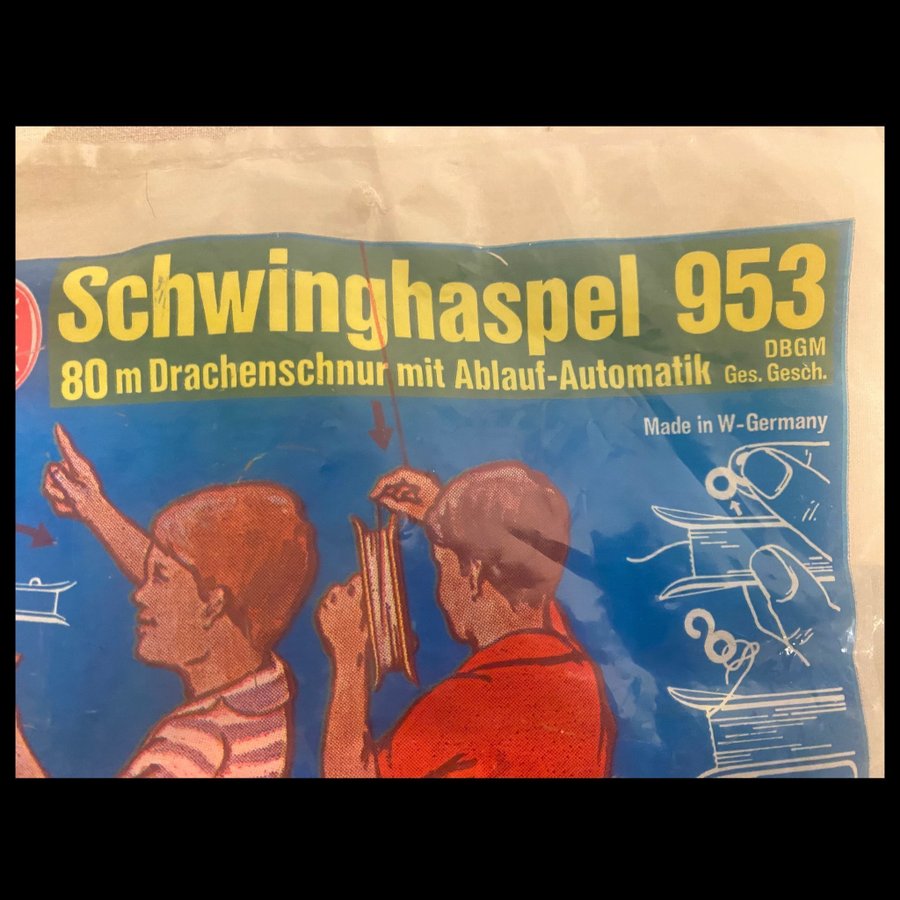 Schwinghaspel 953
80 m Drachenschnur mit Ablauf-Automatik
DBGM
Ges. Gesch.
Made in W-Germany